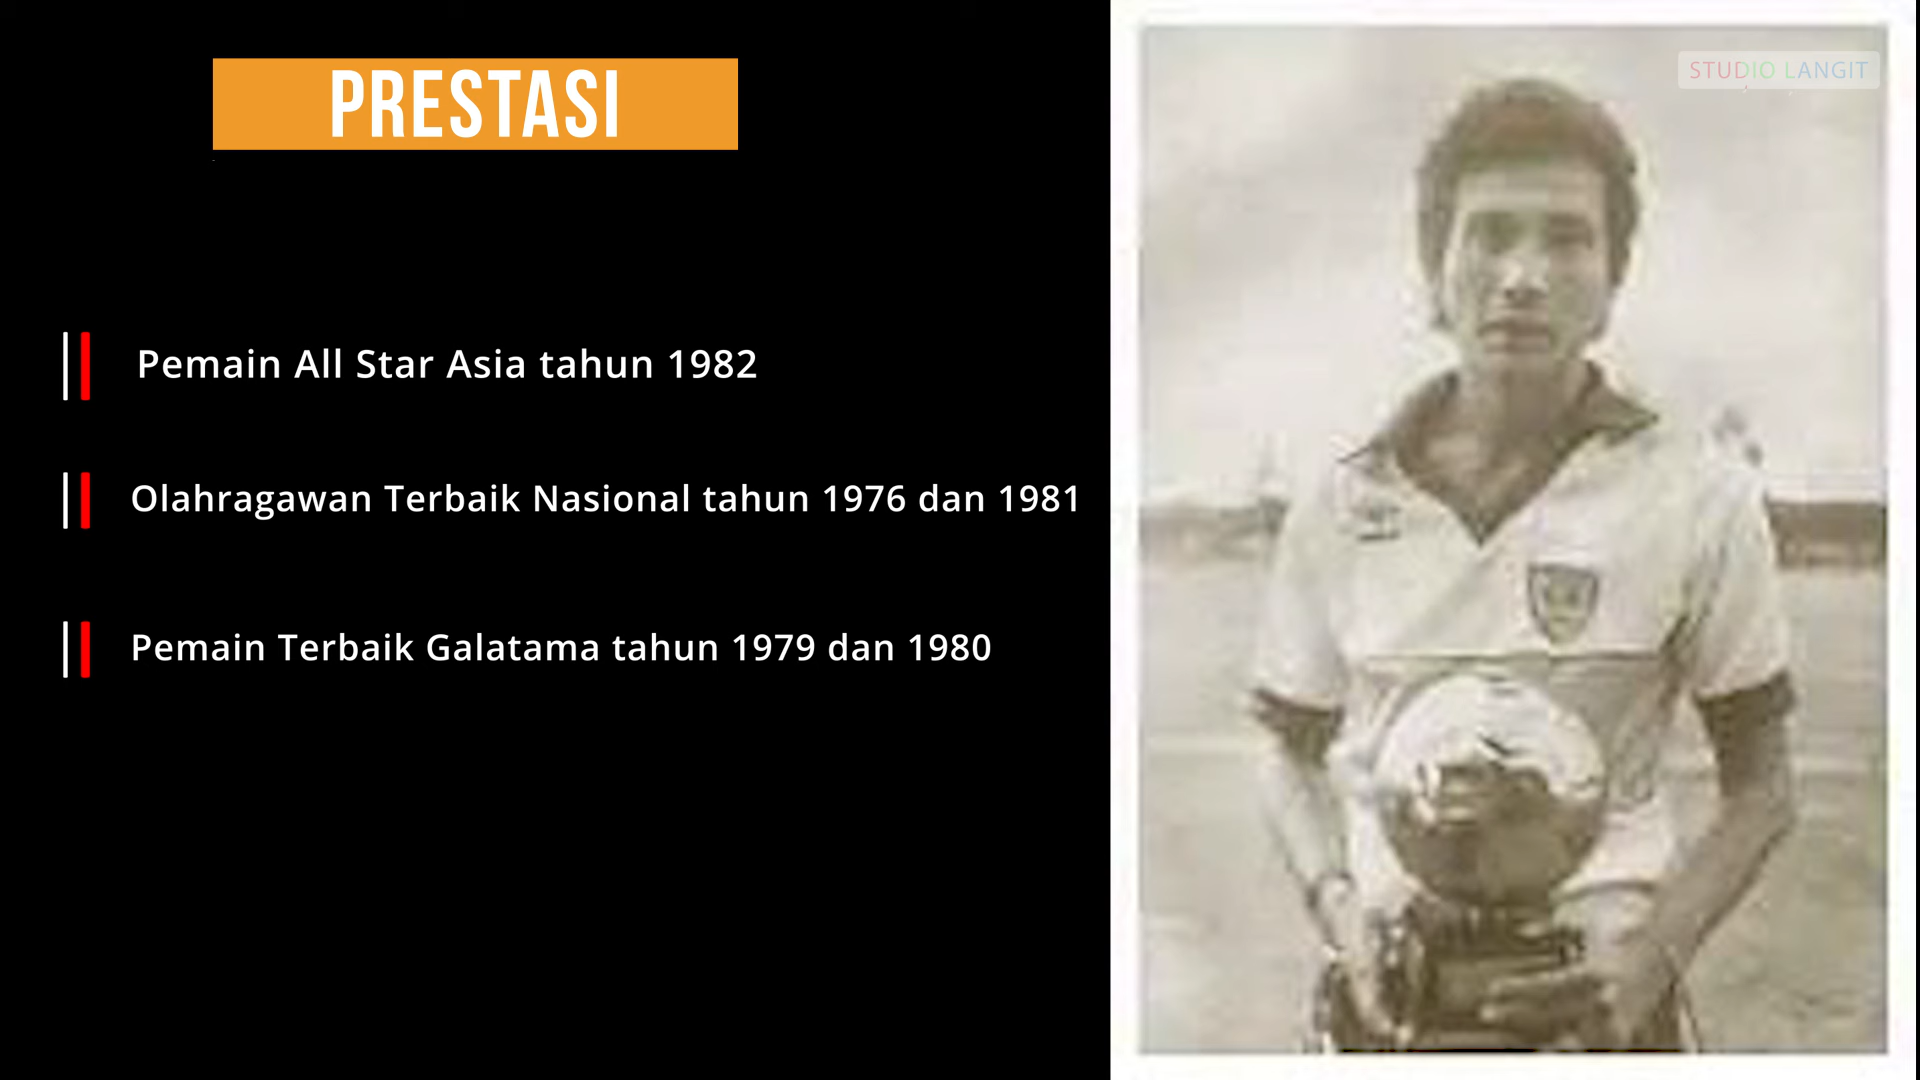 PRESTASI
STUDIO LANGIT
Pemain All Star Asia tahun 1982
Olahragawan Terbaik Nasional tahun 1976 dan 1981
Pemain Terbaik Galatama tahun 1979 dan 1980